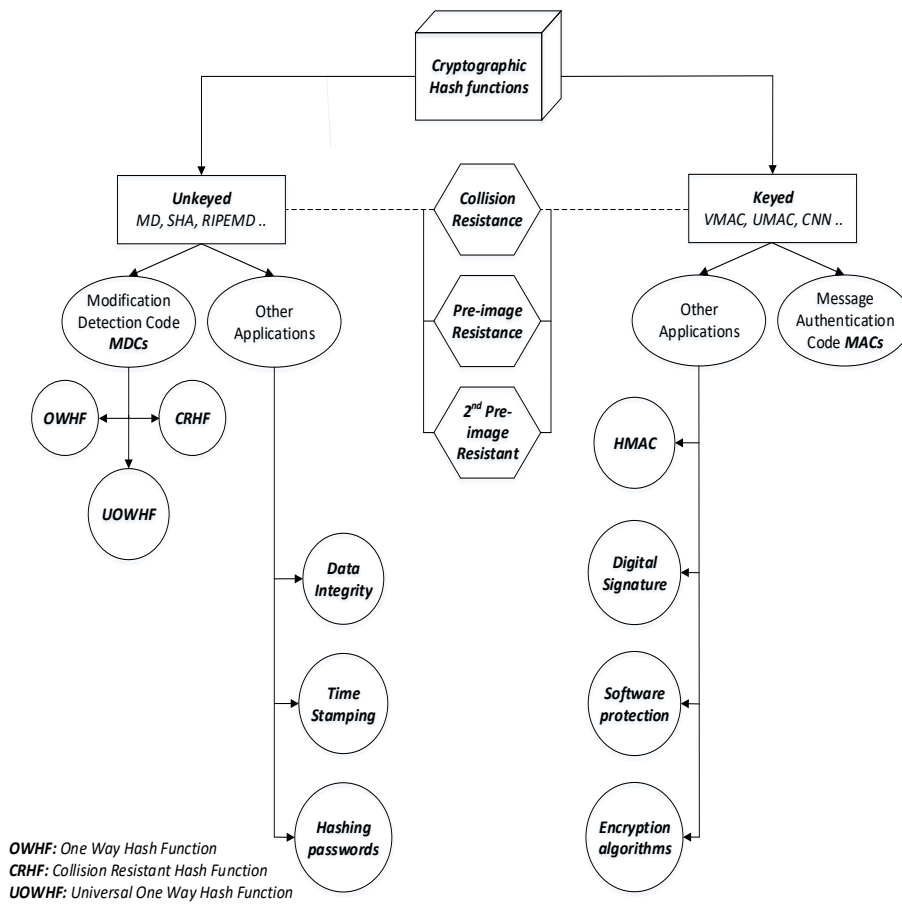 Cryptographic
Hash functions
Unkeyed
MD, SHA, RIPEMD ..
Collision
Resistance
Keyed
VMAC, UMAC, CNN ..
Modification
Detection Code
MDCs
Other
Applications
Pre-image
Resistance
Other
Applications
Message
Authentication
Code MACs
OWHF
CRHF
2nd Pre-
image
Resistant
HMAC
UOWHF
Data
Integrity
Digital
Signature
Time
Stamping
Software
protection
Hashing
passwords
Encryption
algorithms
OWHF: One Way Hash Function
CRHF: Collision Resistant Hash Function
UOWHF: Universal One Way Hash Function